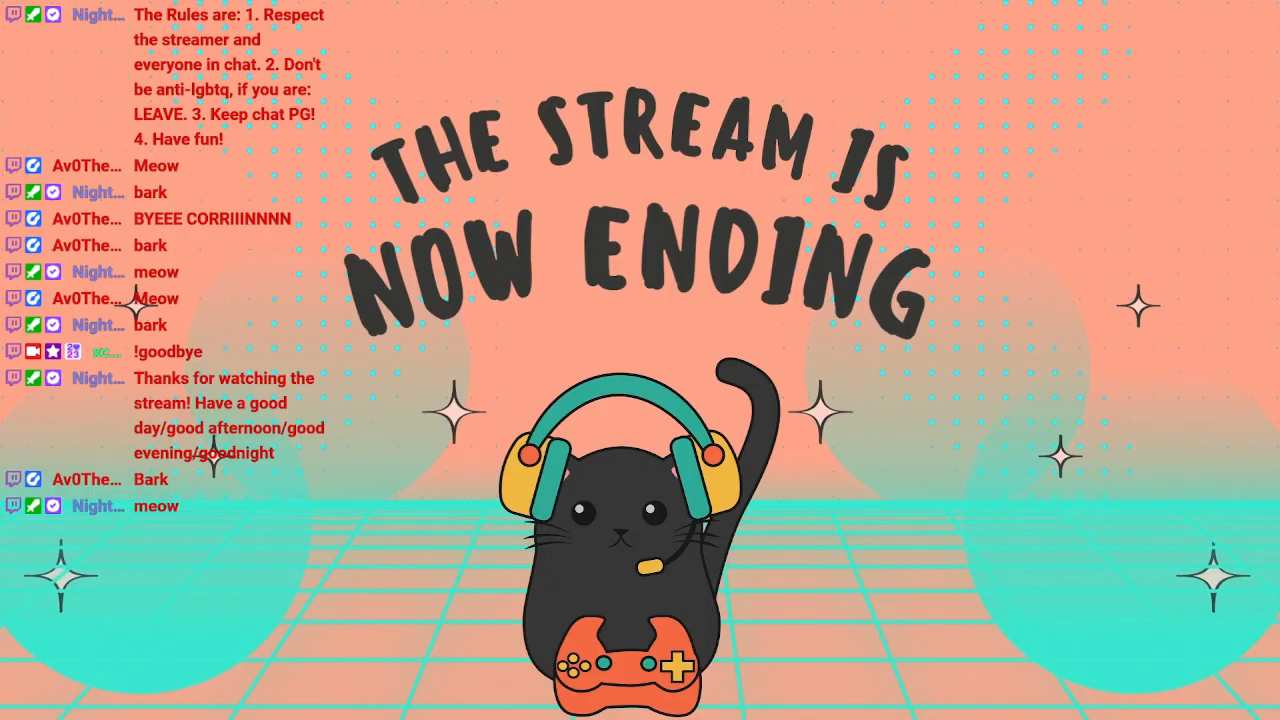 Night... The Rules are: 1. Respect
the streamer and
everyone in chat. 2. Don't
be anti-lgbtq, if you are:
LEAVE. 3. Keep chat PG!
4. Have fun!
Av0The... Meow
Night... bark
Av0The... BYEEE CORRIIINNNN
Av0The... bark
Night... meow
Av0The... Meow
Night... bark
!goodbye
Night... Thanks for watching the
stream! Have a good
day/good afternoon/good
evening/goodnight
Av0The... Bark
Night... meow
THE STREAM IS
NOW ENDING